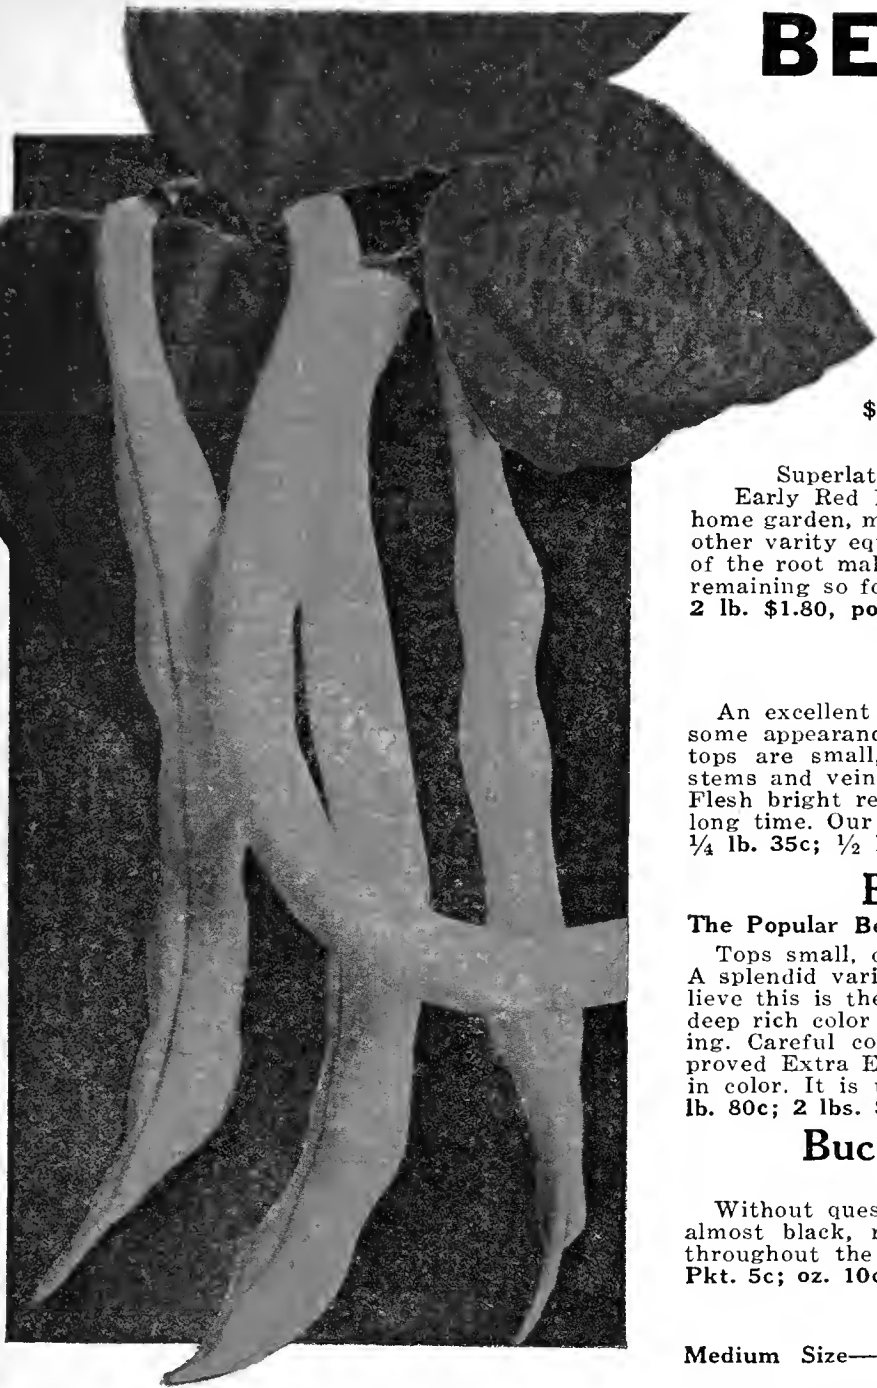 BE
$
Superlat
Early Red
home garden, m
other varity eq
of the root mal
remaining so fo
2 lb. $1.80, po
An excellent
some appearanc
tops are small,
stems and vein
Flesh bright re
long time. Our
¼ lb. 35c; ½
E
The Popular Be
Tops small, c
A splendid vari
lieve this is the
deep rich color
ing. Careful co
proved Extra E
in color. It is
lb. 80c; 2 lbs.
Buc
Without ques
almost black, r
throughout the
Pkt. 5c; oz. 10c
Medium Size—